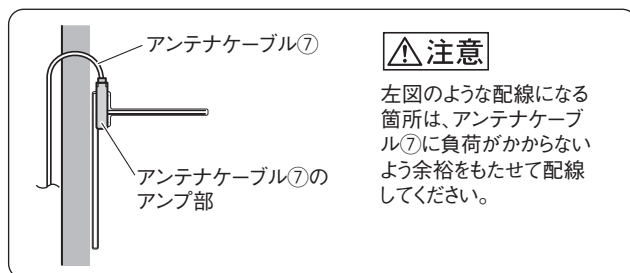 アンテナケーブル⑦
アンテナケーブル⑦の
アンプ部
注意
左図のような配線になる
箇所は、アンテナケーブ
ル⑦に負荷がかからない
よう余裕をもたせて配線
してください。